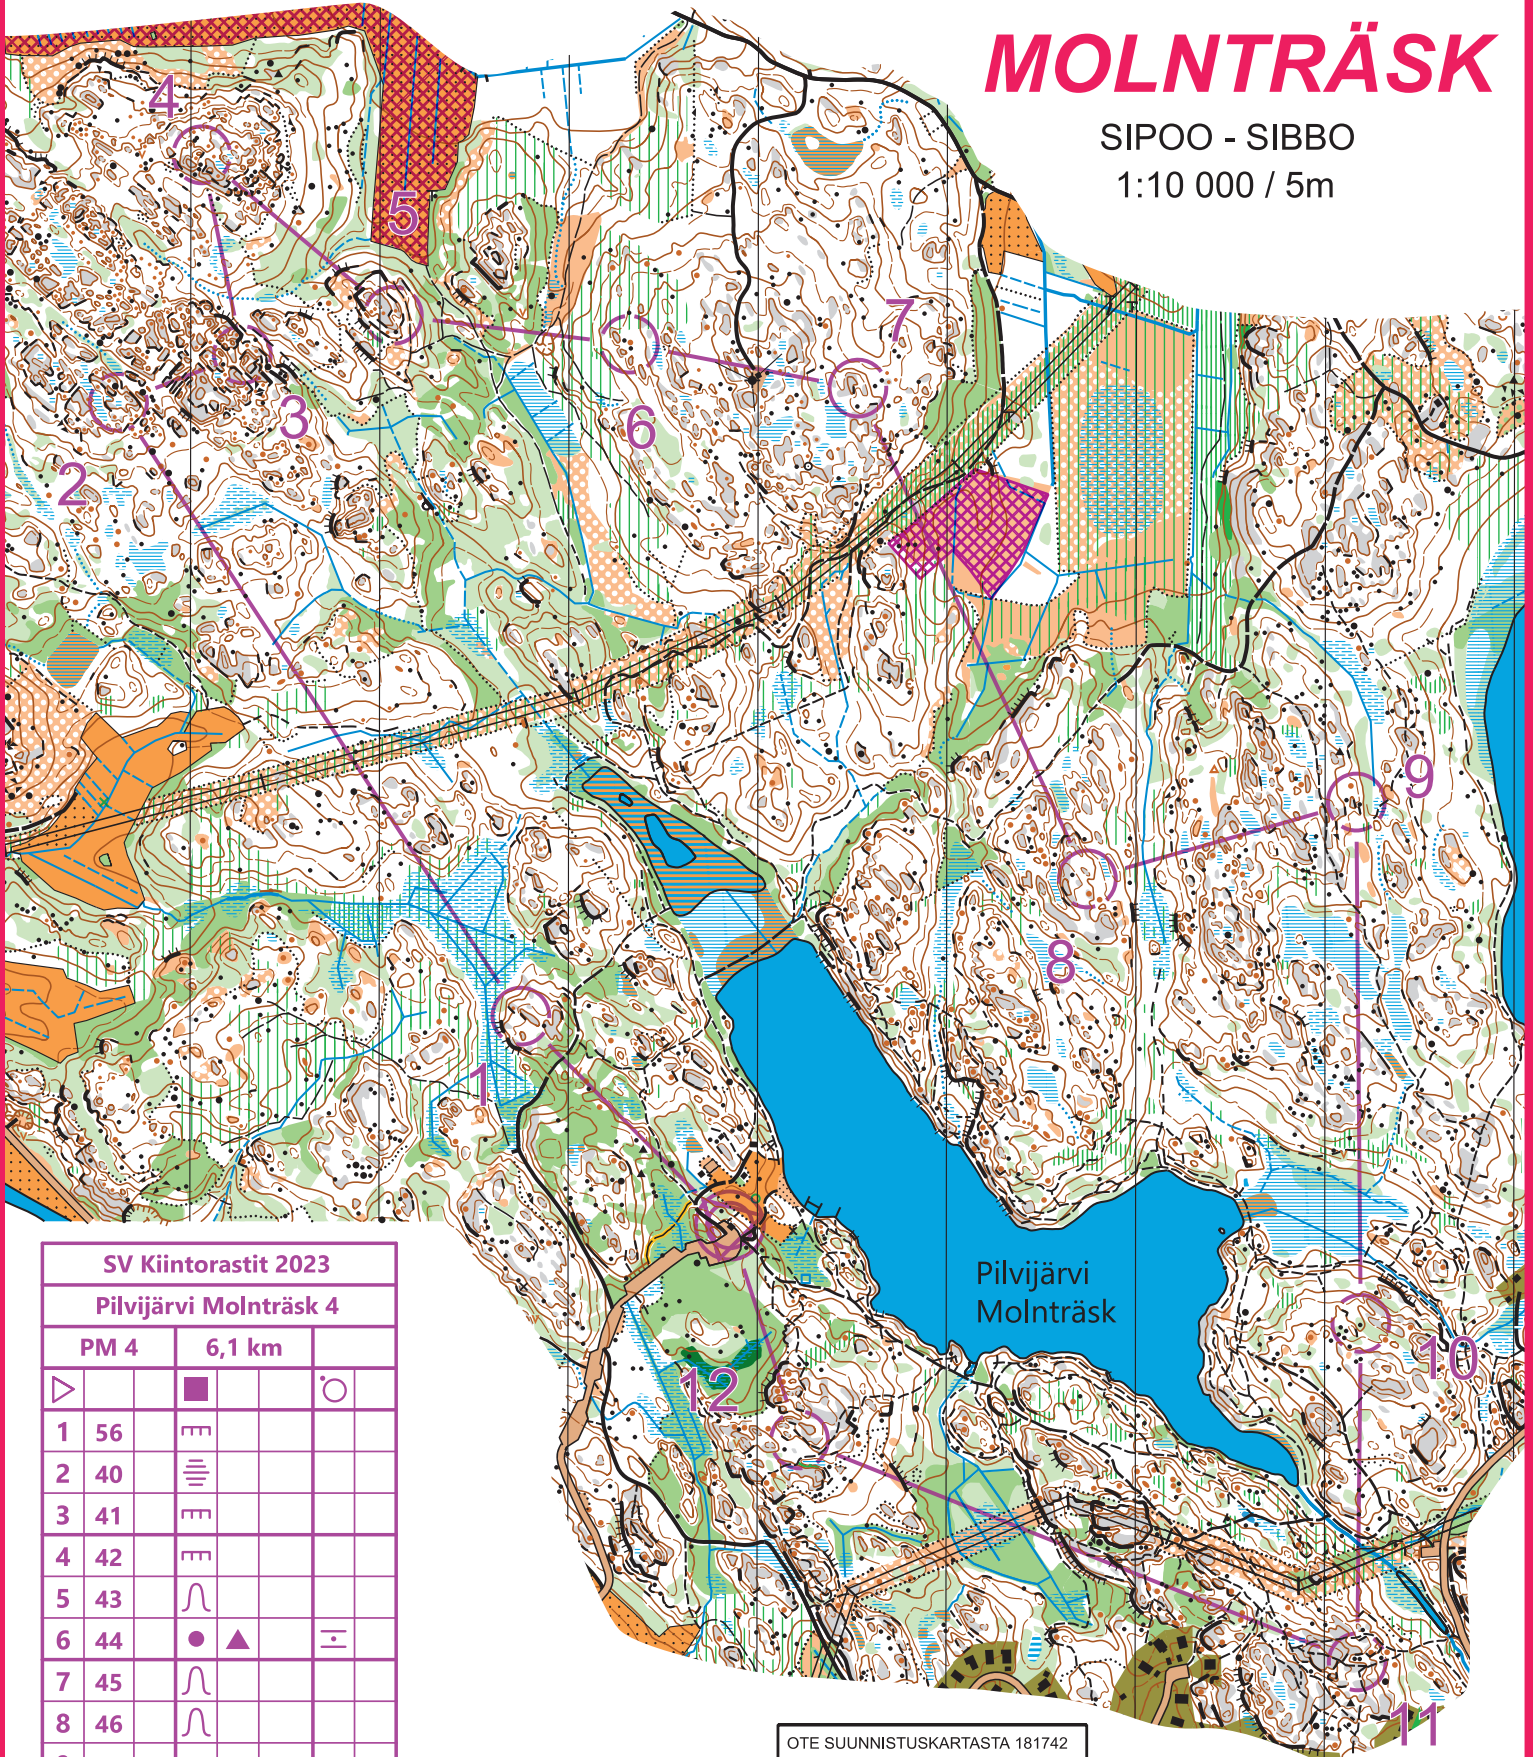 MOLNTRÄSK
SIPOO - SIBBO
1:10 000 / 5m
4
5
7
3
6
2
9
8
1
Pilvijärvi
Molnträsk
10
12
11
SV Kiintorastit 2023
Pilvijärvi Molnträsk 4
PM 4 6,1 km
1 56
2 40
3 41
4 42
5 43
6 44
7 45
8 46
OTE SUUNNISTUSKARTASTA 181742